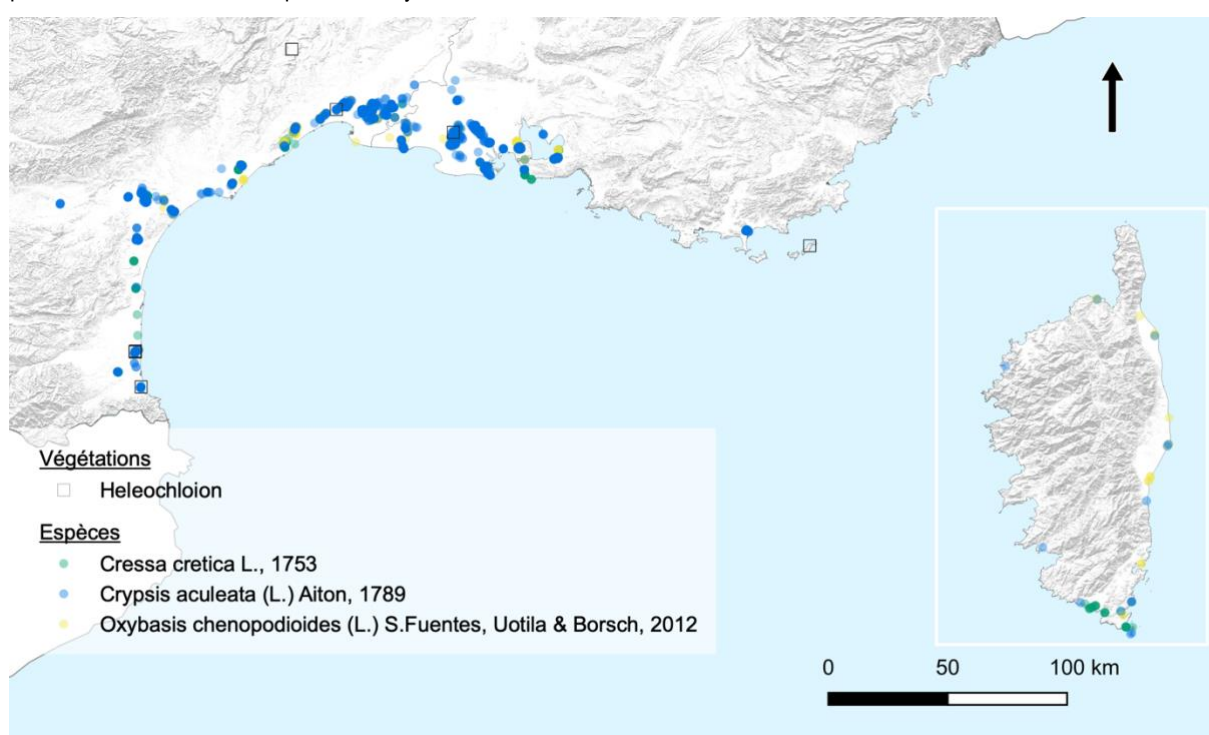 Végétations
Heleochloion
Espèces
Cressa cretica L., 1753
Crypsis aculeata (L.) Aiton, 1789
Oxybasis chenopodioides (L.) S.Fuentes, Uotila & Borsch, 2012
0 50 100 km